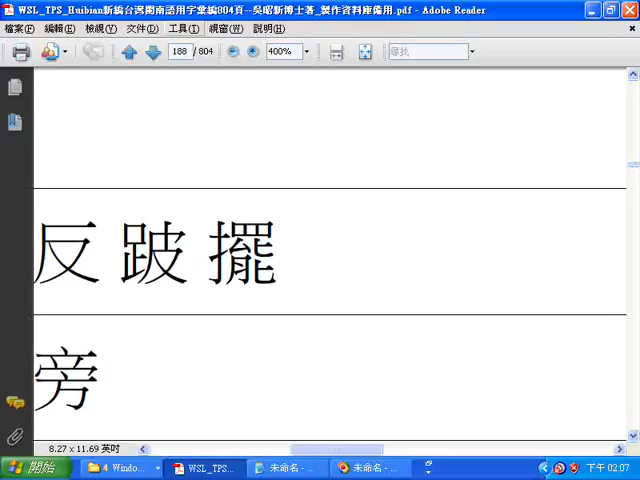 WSL_TPS_Huibian新編台灣閩南語用字彙編804頁--吳昭新博士著_製作資料庫備用.pdf - Adobe Reader
檔案(F) 編輯(E) 檢視(V) 文件(D) 工具(T) 視窗(W) 說明(H)
188 / 804 400% 尋找
反 跛 擺
旁
8.27 x 11.69 英吋
開始 4 Windo... WSL_TPS... 未命名 - ... 未命名 - ... 下午 02:07